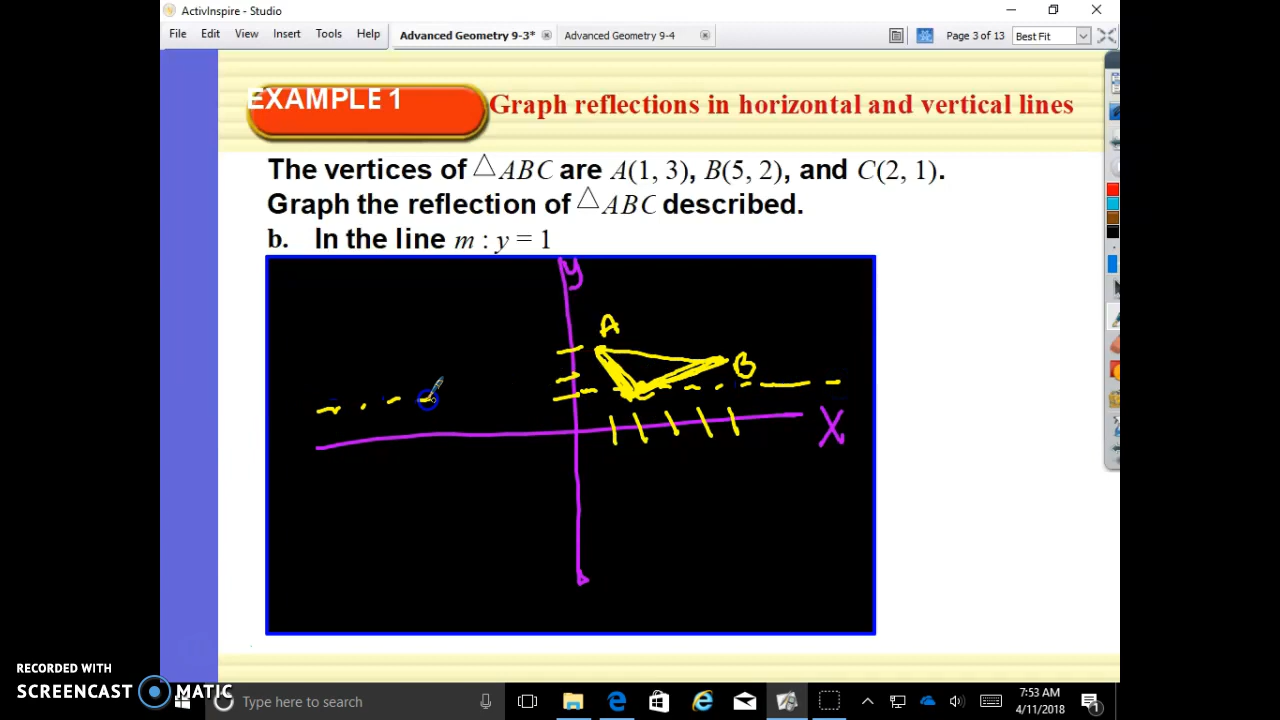 ActivInspire - Studio
File Edit View Insert Tools Help
Advanced Geometry 9-3* Advanced Geometry 9-4
Page 3 of 13 Best Fit
EXAMPLE 1
Graph reflections in horizontal and vertical lines
The vertices of △ABC are A(1, 3), B(5, 2), and C(2, 1).
Graph the reflection of △ABC described.
b. In the line m : y = 1
y
A
B
X
RECORDED WITH
SCREENCAST MATIC
Type here to search
7:53 AM
4/11/2018
1